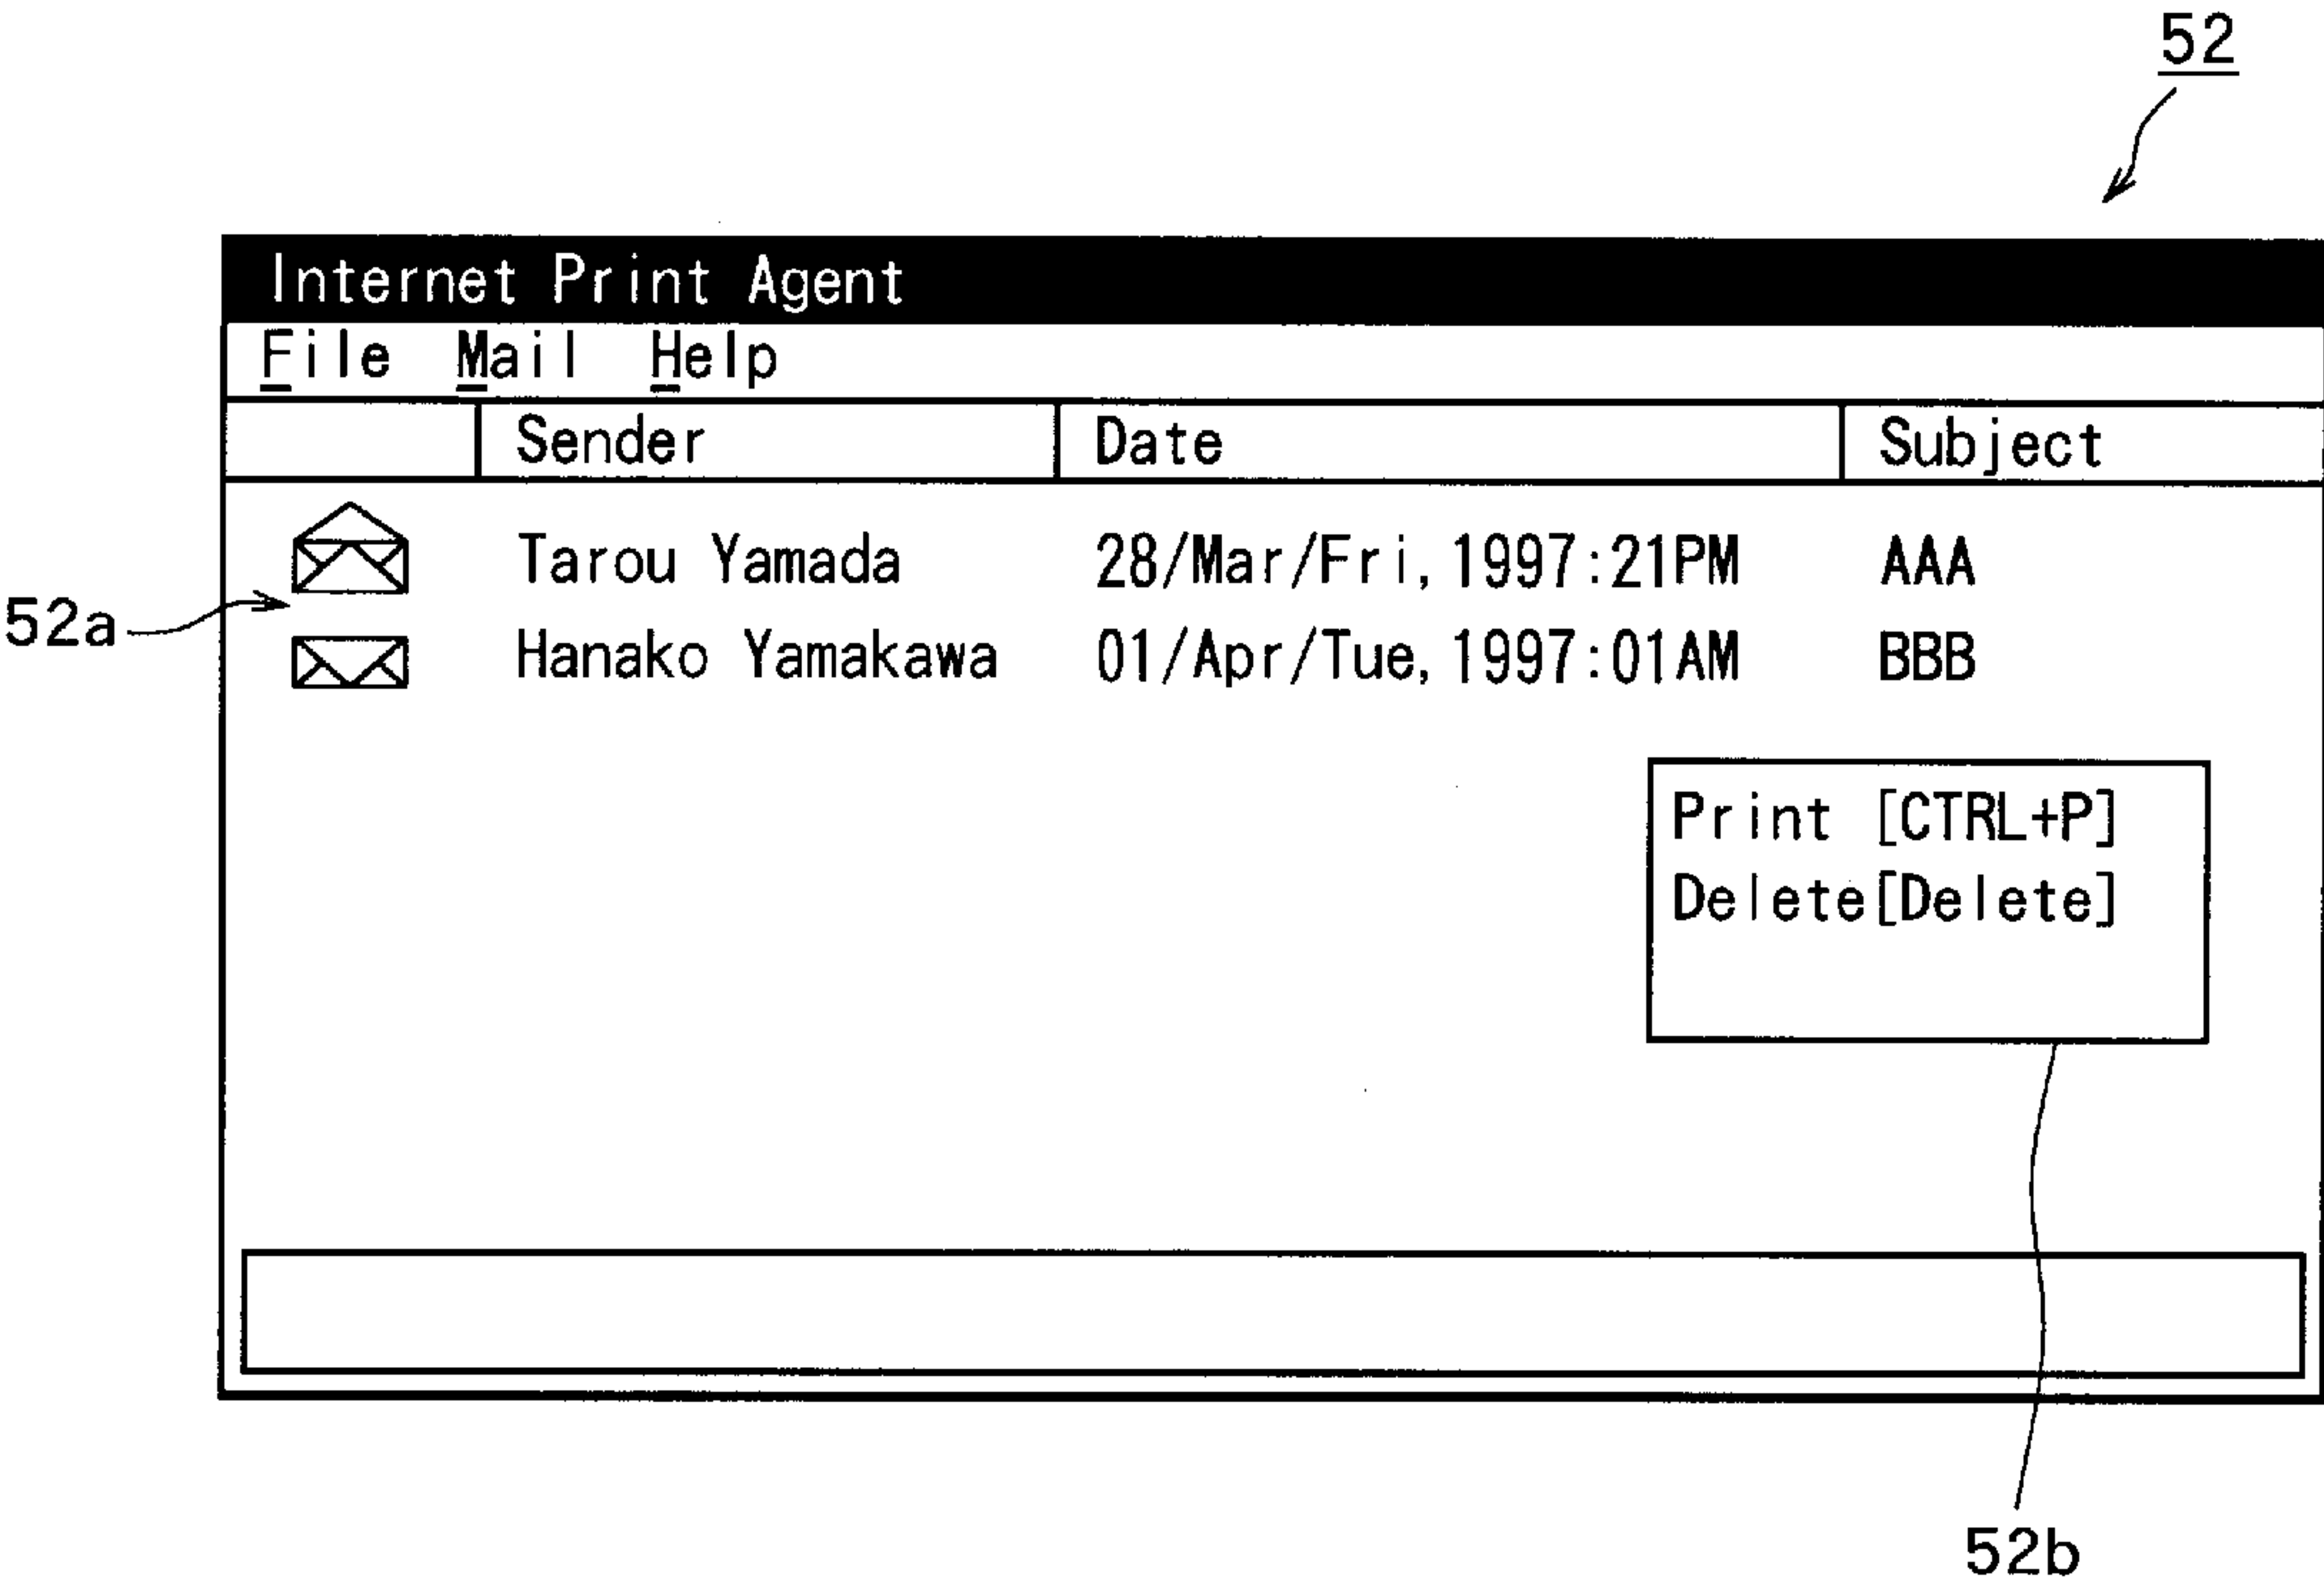 52
Internet Print Agent
File Mail Help
Sender Date Subject
Tarou Yamada 28/Mar/Fri, 1997:21PM AAA
52a
Hanako Yamakawa 01/Apr/Tue, 1997:01AM BBB
Print [CTRL+P]
Delete[Delete]
52b